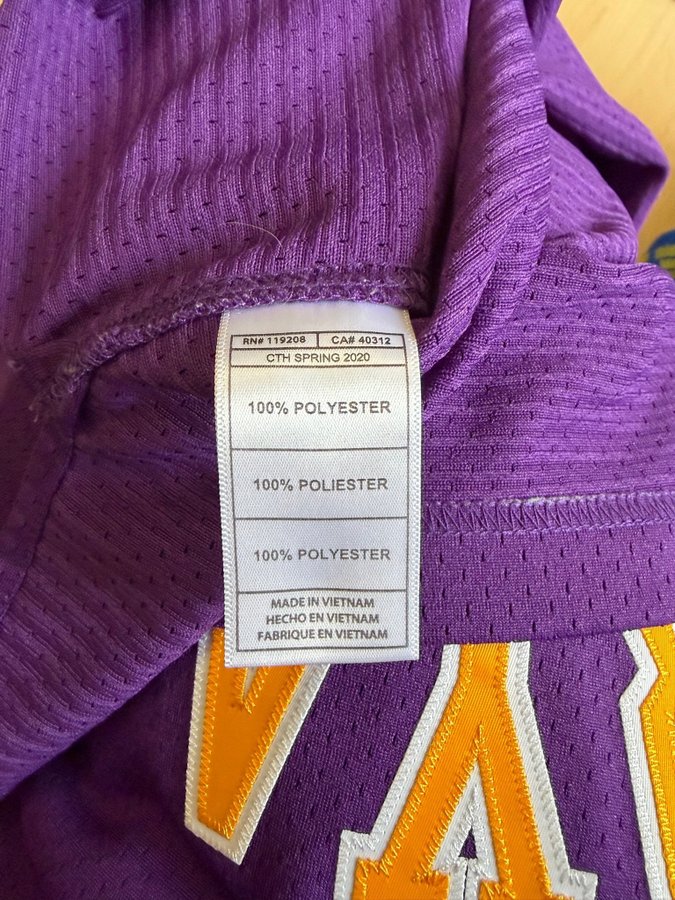 RN# 119208 CA# 40312
CTH SPRING 2020
100% POLYESTER
100% POLIESTER
100% POLYESTER
MADE IN VIETNAM
HECHO EN VIETNAM
FABRIQUE EN VIETNAM